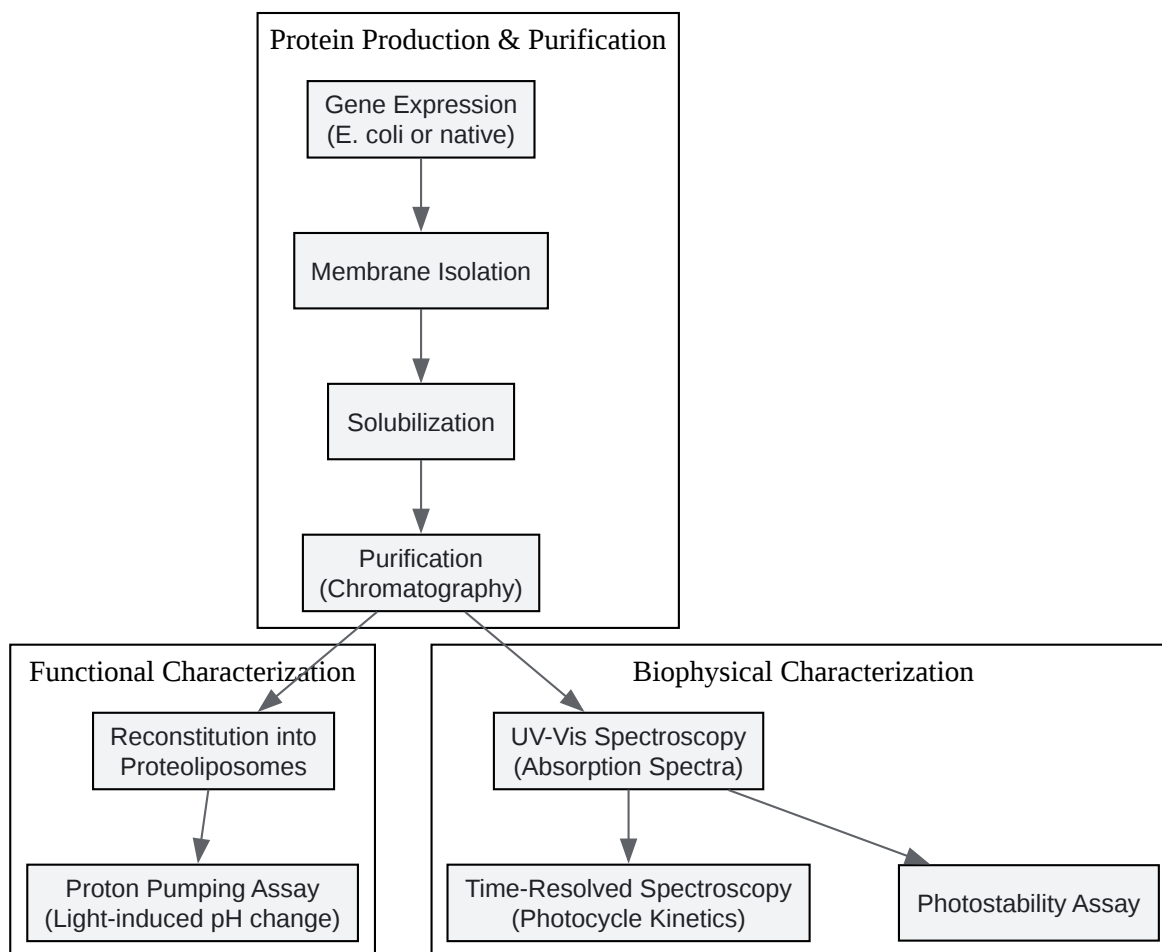 Protein Production & Purification
Gene Expression
(E. coli or native)
Membrane Isolation
Solubilization
Purification
(Chromatography)
Functional Characterization
Reconstitution into
Proteoliposomes
Proton Pumping Assay
(Light-induced pH change)
Biophysical Characterization
UV-Vis Spectroscopy
(Absorption Spectra)
Time-Resolved Spectroscopy
(Photocycle Kinetics)
Photostability Assay